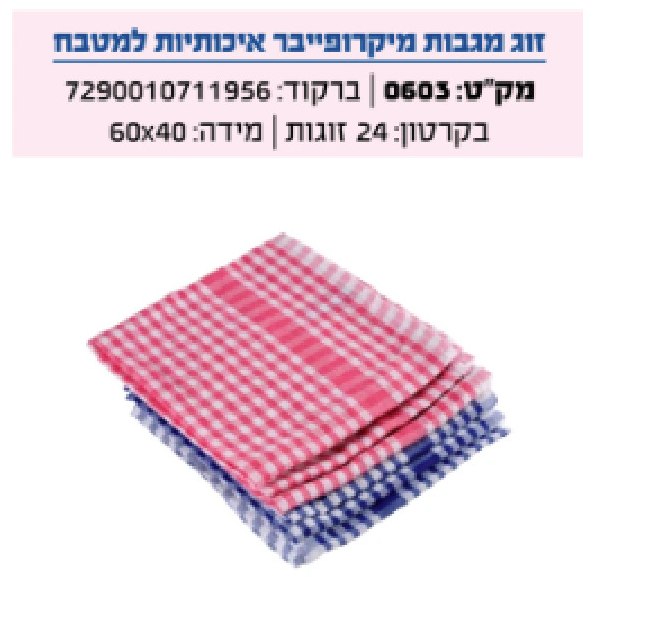 זוג מגבות מיקרופייבר איכותיות למטבח
מק"ט: 0603 | ברקוד: 7290010711956
בקרטון: 24 זוגות | מידה: 60x40